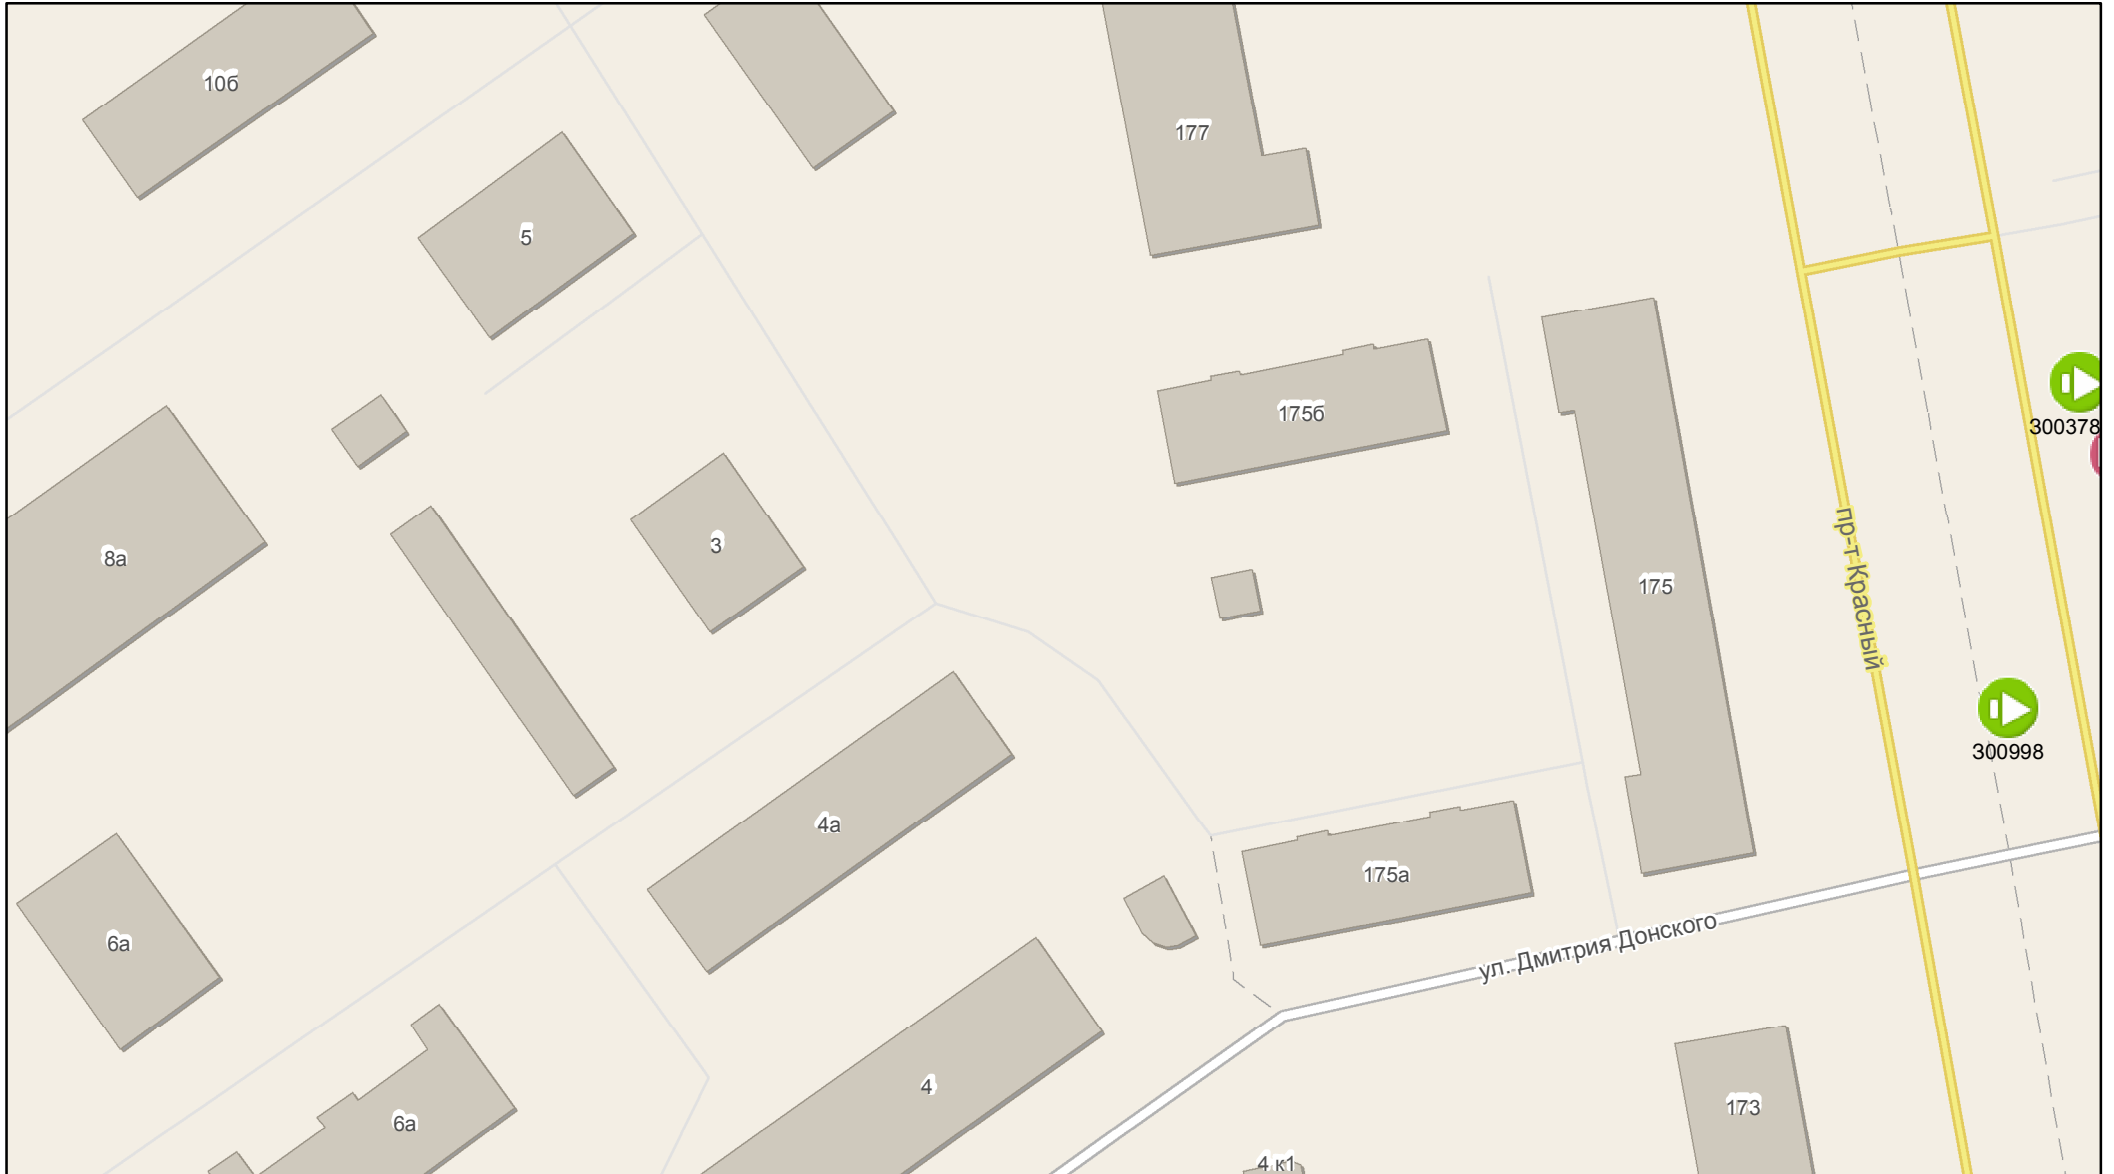 10б
177
5
175б
300378
3
8а
175
пр-т Красный
300998
4а
175а
6а
ул. Дмитрия Донского
4
173
6а
4 к1